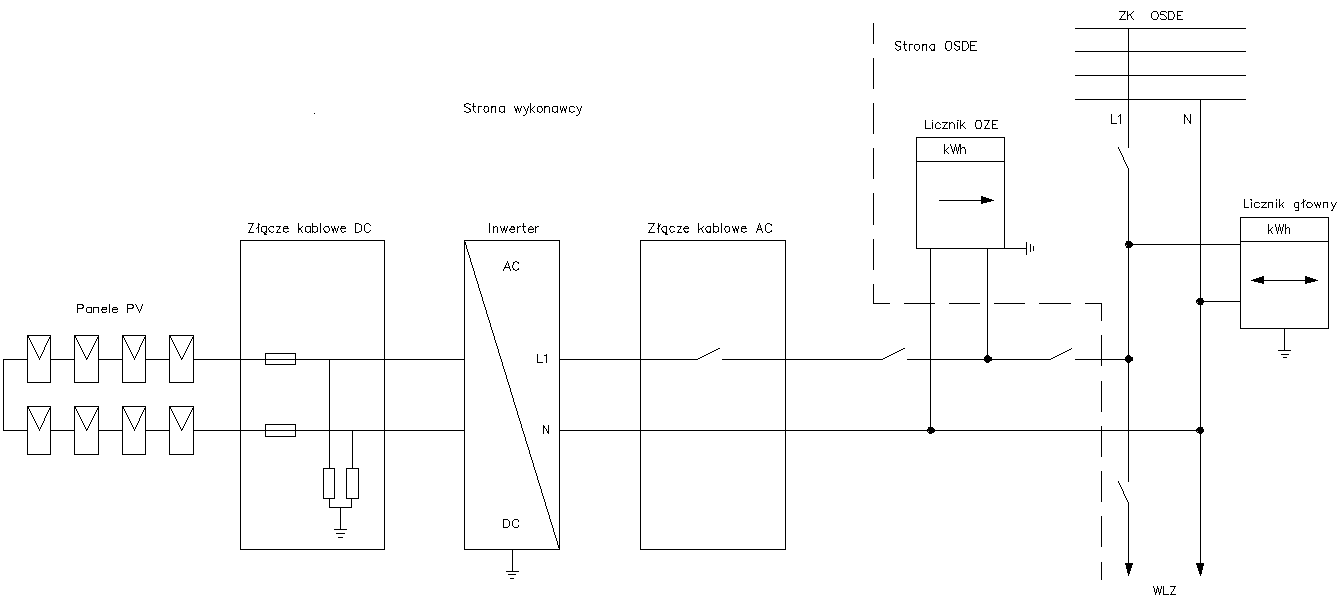 ZK OSDE
Strona OSDE
Strona wykonawcy
L1
N
Licznik OZE
kWh
Licznik głowny
kWh
Złącze kablowe DC
Inwerter
Złącze kablowe AC
AC
Panele PV
L1
N
DC
WLZ